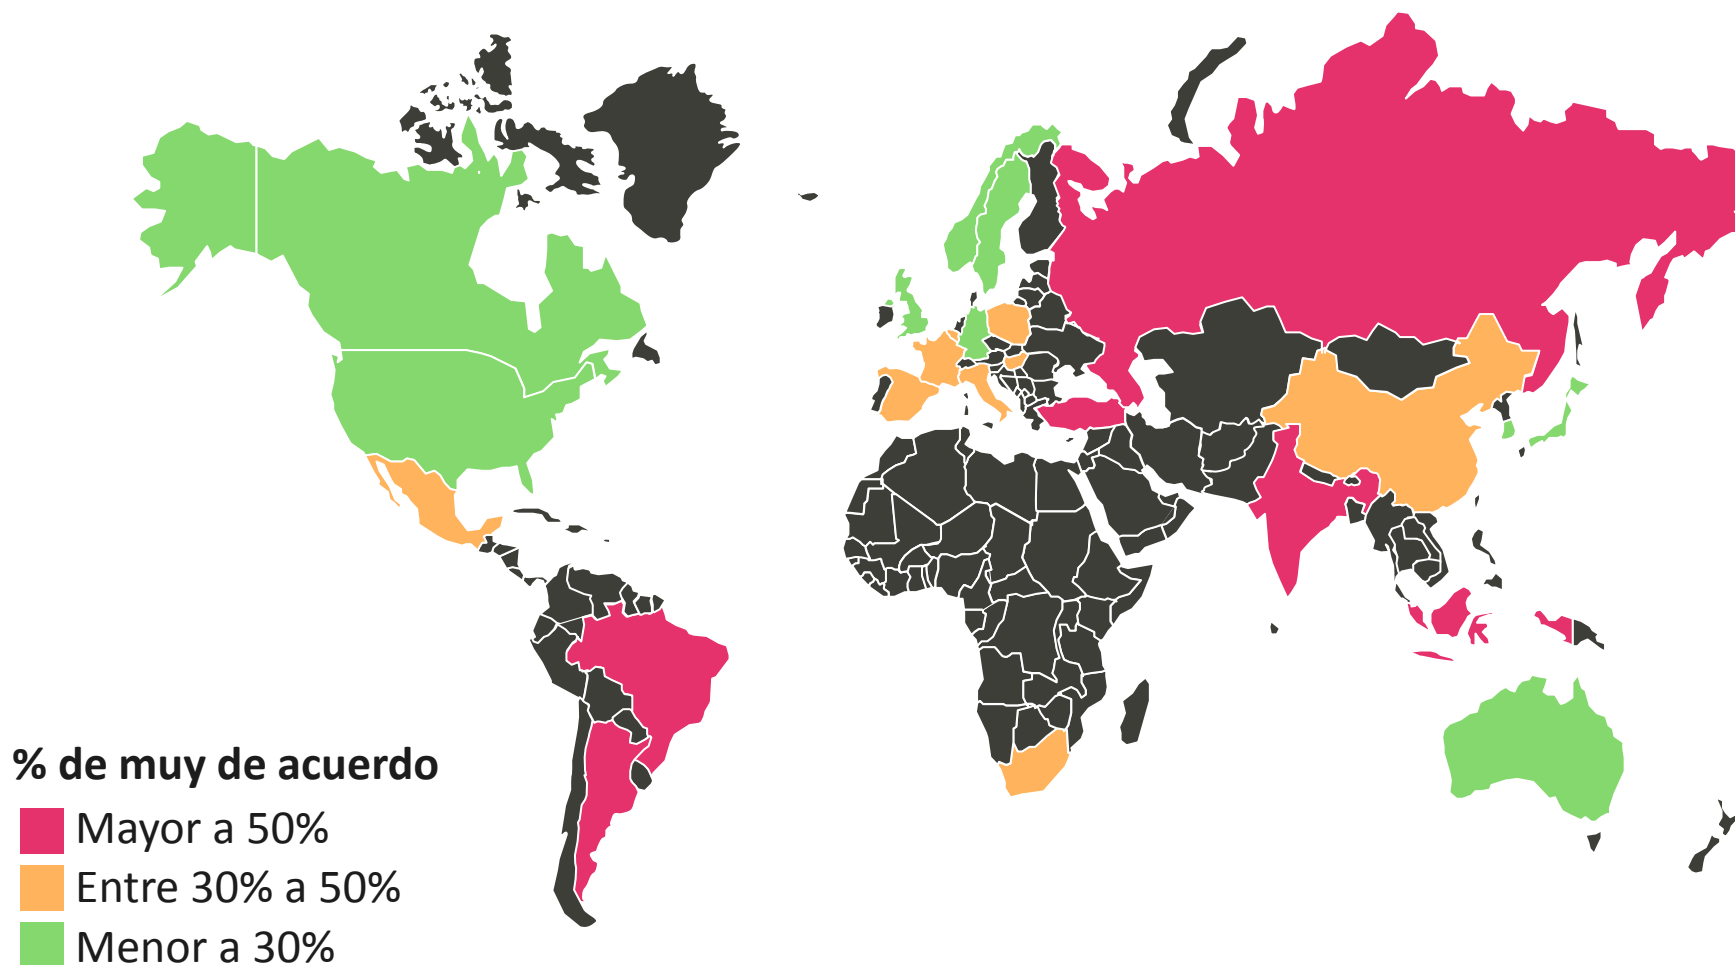 % de muy de acuerdo
Mayor a 50%
Entre 30% a 50%
Menor a 30%